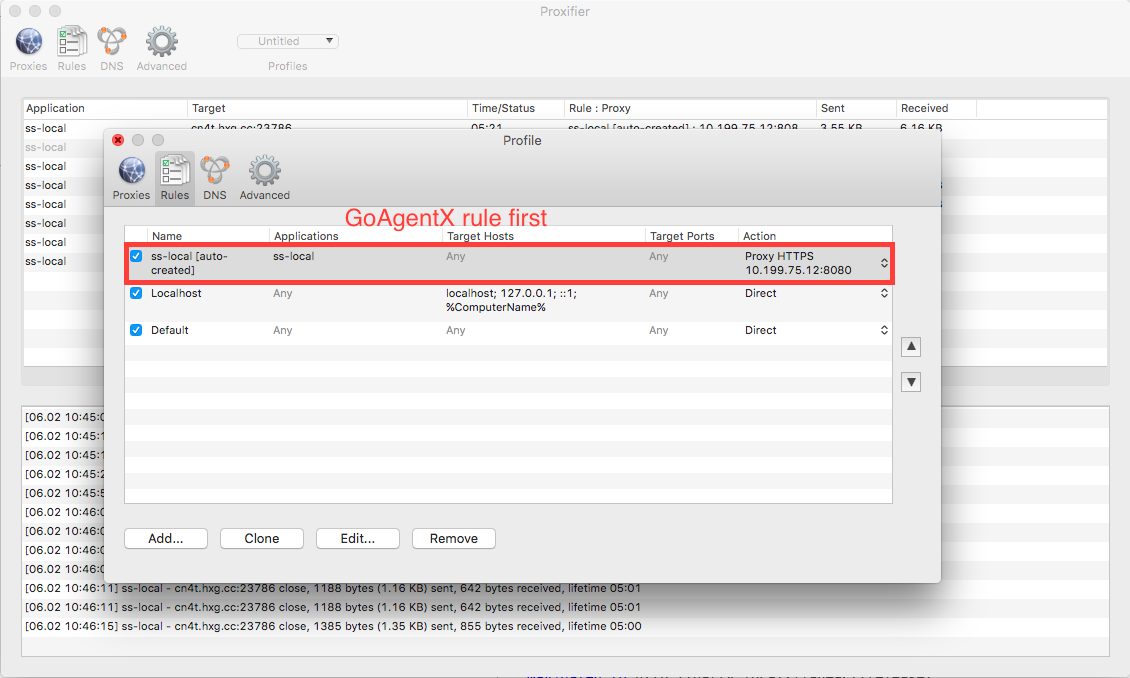 Proxifier
Untitled
Proxies Rules DNS Advanced Profiles
Application Target Time/Status Rule : Proxy Sent Received
ss-local cn4t.hxg.cc:23786 05:21 ss-local [auto-created] : 10.199.75.12:808 3.55 KB 6.16 KB
ss-local
ss-local
ss-local
ss-local
ss-local
ss-local
ss-local
Profile
Proxies Rules DNS Advanced
GoAgentX rule first
Name Applications Target Hosts Target Ports Action
ss-local [auto-created] ss-local Any Any Proxy HTTPS
10.199.75.12:8080
Localhost Any localhost; 127.0.0.1; ::1; Any Direct
%ComputerName%
Default Any Any Any Direct
Add... Clone Edit... Remove
[06.02 10:45:0
[06.02 10:45:1
[06.02 10:45:1
[06.02 10:45:2
[06.02 10:45:5
[06.02 10:46:0
[06.02 10:46:0
[06.02 10:46:0
[06.02 10:46:0
[06.02 10:46:11] ss-local - cn4t.hxg.cc:23786 close, 1188 bytes (1.16 KB) sent, 642 bytes received, lifetime 05:01
[06.02 10:46:11] ss-local - cn4t.hxg.cc:23786 close, 1188 bytes (1.16 KB) sent, 642 bytes received, lifetime 05:01
[06.02 10:46:15] ss-local - cn4t.hxg.cc:23786 close, 1385 bytes (1.35 KB) sent, 855 bytes received, lifetime 05:00